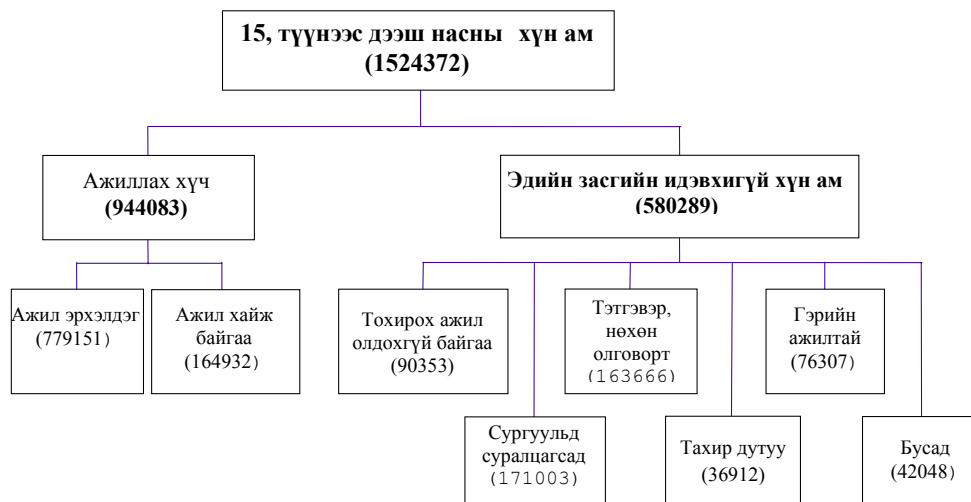 15, түүнээс дээш насны хүн ам
(1524372)
Ажиллах хүч
(944083)
Эдийн засгийн идэвхигүй хүн ам
(580289)
Ажил эрхэлдэг
(779151)
Ажил хайж
байгаа
(164932)
Тохирох ажил
олдохгүй байгаа
(90353)
Тэтгэвэр,
нөхөн
олговорт
(163666)
Гэрийн
ажилтай
(76307)
Сургуульд
суралцагсад
(171003)
Тахир дутуу
(36912)
Бусад
(42048)